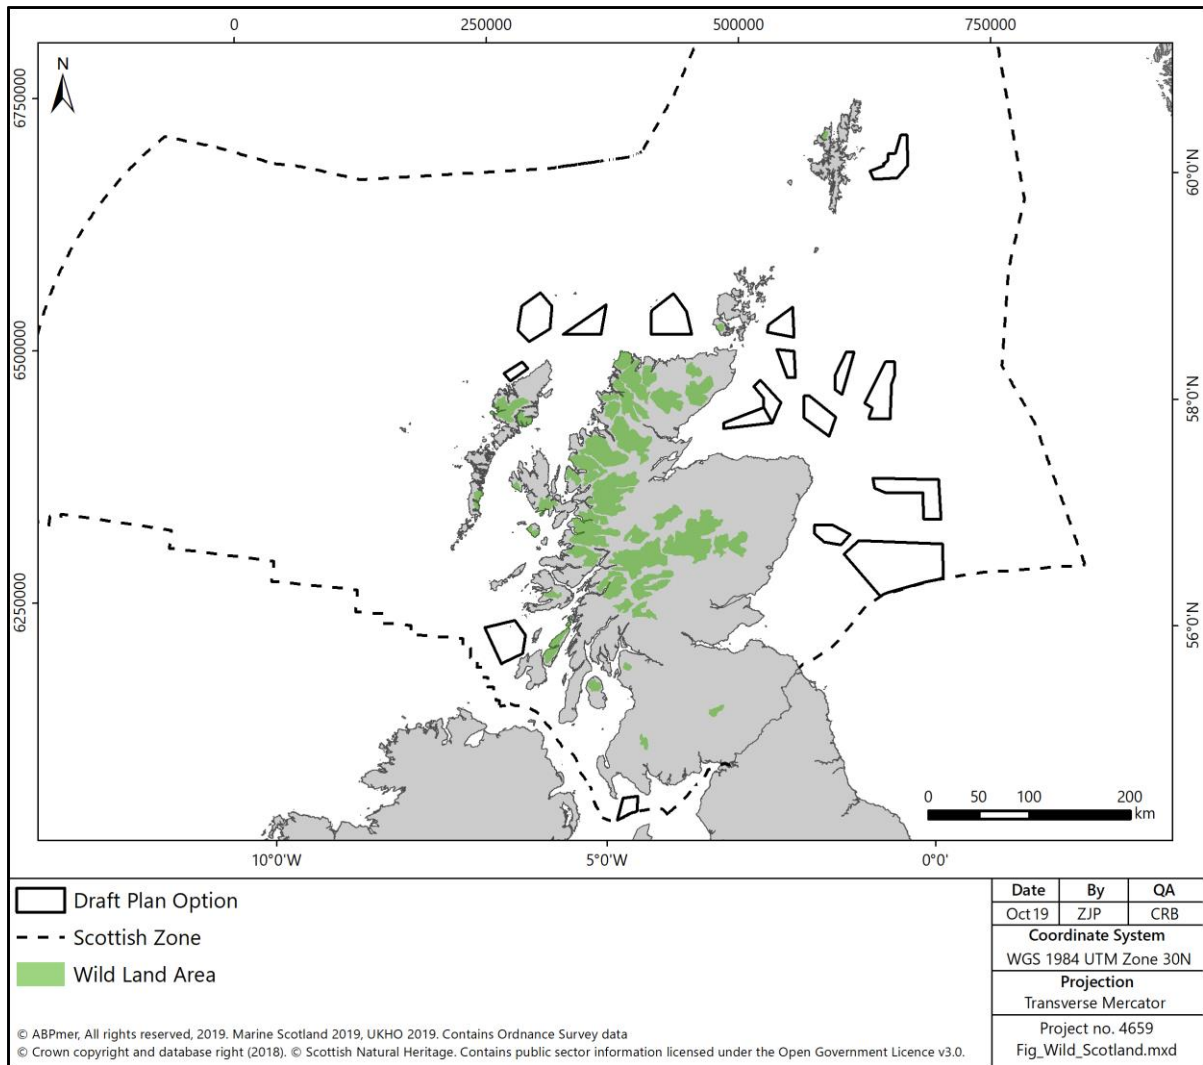 0 250000 500000 750000
N
6750000
6500000
6250000
60°0'N
58°0'N
56°0'N
0 50 100 200
km
10°0'W 5°0'W 0°0'
Draft Plan Option
Scottish Zone
Wild Land Area
Date By QA
Oct19 ZJP CRB
Coordinate System
WGS 1984 UTM Zone 30N
Projection
Transverse Mercator
Project no. 4659
Fig_Wild_Scotland.mxd
© ABPmer, All rights reserved, 2019. Marine Scotland 2019, UKHO 2019. Contains Ordnance Survey data
© Crown copyright and database right (2018). © Scottish Natural Heritage. Contains public sector information licensed under the Open Government Licence v3.0.